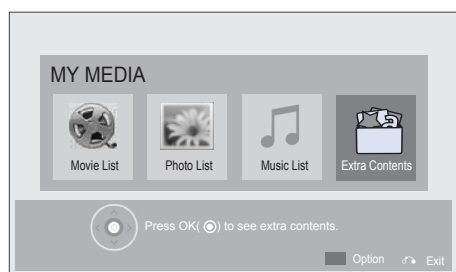 MY MEDIA
Movie List Photo List Music List Extra Contents
Press OK( ◉) to see extra contents.
Option Exit